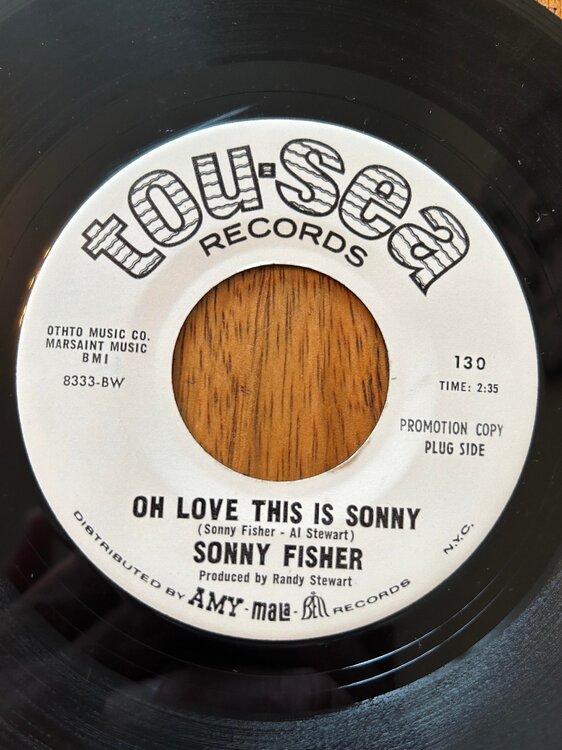 tou-sea
RECORDS
OTHTO MUSIC CO.
MARSAINT MUSIC
BMI
8333-BW
130
TIME: 2:35
PROMOTION COPY
PLUG SIDE
OH LOVE THIS IS SONNY
(Sonny Fisher - Al Stewart)
SONNY FISHER
Produced by Randy Stewart
DISTRIBUTED BY AMY - mala - BELL RECORDS N.Y.C.